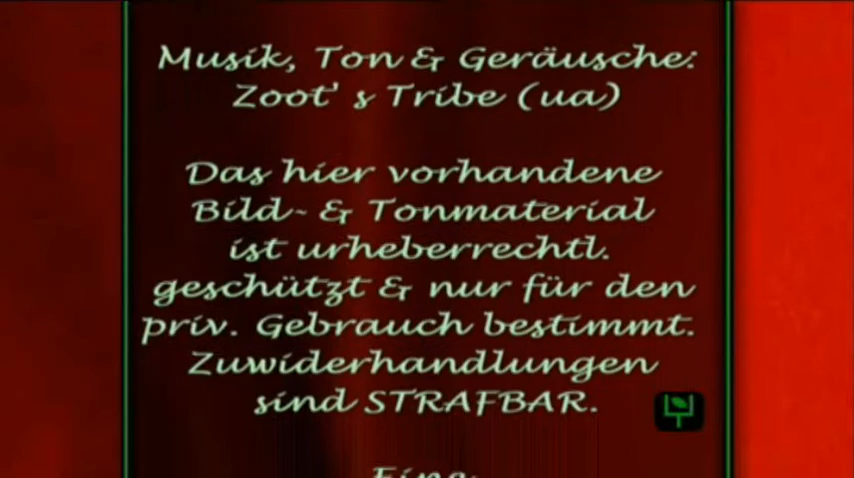 Musik, Ton & Geräusche:
Zoot' s Tribe (ua)
Das hier vorhandene
Bild- & Tonmaterial
ist urheberrechtl.
geschützt & nur für den
priv. Gebrauch bestimmt.
Zuwiderhandlungen
sind STRAFBAR.
Eine